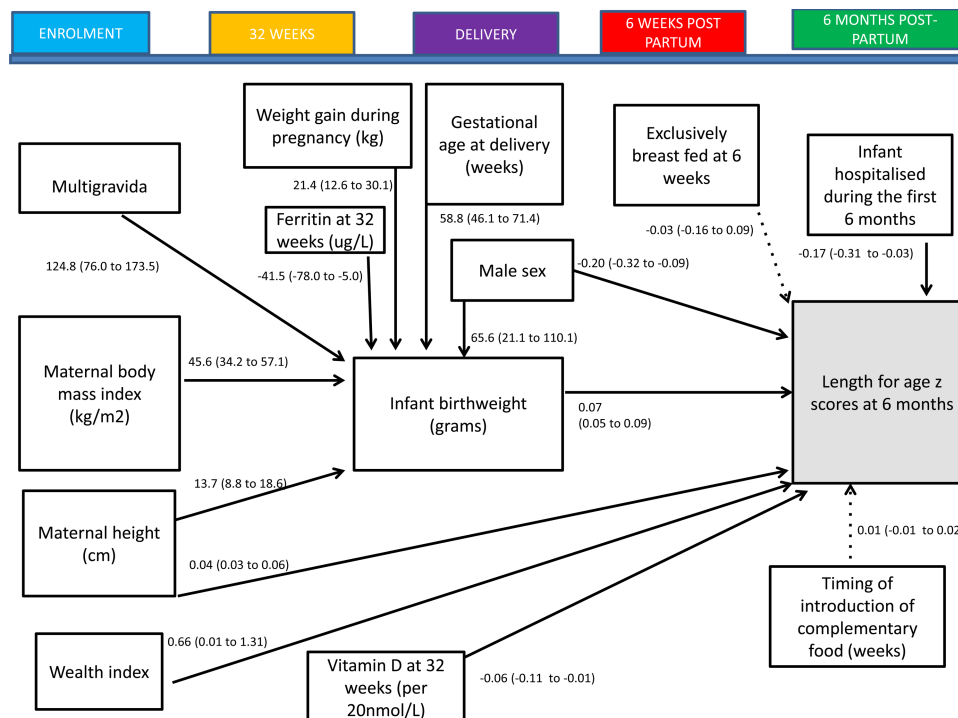 ENROLMENT
32 WEEKS
DELIVERY
6 WEEKS POST
PARTUM
6 MONTHS POST-
PARTUM
Weight gain during
pregnancy (kg)
Gestational
age at delivery
(weeks)
Exclusively
breast fed at 6
weeks
Infant
hospitalised
during the first
6 months
Multigravida
21.4 (12.6 to 30.1)
Ferritin at 32
weeks (ug/L)
58.8 (46.1 to 71.4)
-0.03 (-0.16 to 0.09)
-0.17 (-0.31  to -0.03)
124.8 (76.0 to 173.5)
-41.5 (-78.0 to -5.0)
Male sex
-0.20 (-0.32 to -0.09)
65.6 (21.1 to 110.1)
Maternal body
mass index
(kg/m2)
45.6 (34.2 to 57.1)
Infant birthweight
(grams)
0.07
(0.05 to 0.09)
Length for age z
scores at 6 months
13.7 (8.8 to 18.6)
Maternal height
(cm)
0.04 (0.03 to 0.06)
0.01 (-0.01  to 0.02
Timing of
introduction of
complementary
food (weeks)
0.66 (0.01 to 1.31)
Wealth index
Vitamin D at 32
weeks (per
20nmol/L)
-0.06 (-0.11  to -0.01)